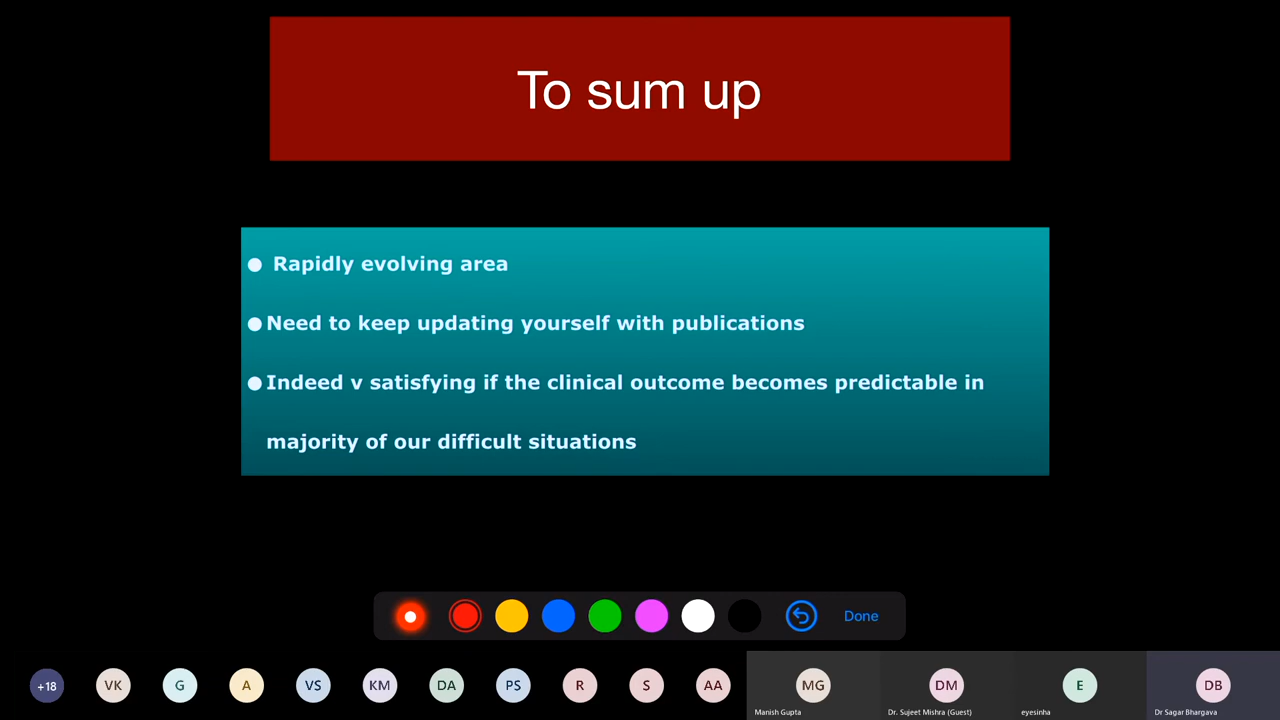 To sum up
● Rapidly evolving area
● Need to keep updating yourself with publications
● Indeed v satisfying if the clinical outcome becomes predictable in
majority of our difficult situations
Done
+18 VK G A VS KM DA PS R S AA MG DM E DB
Manish Gupta Dr. Sujeet Mishra (Guest) eyesinha Dr Sagar Bhargava